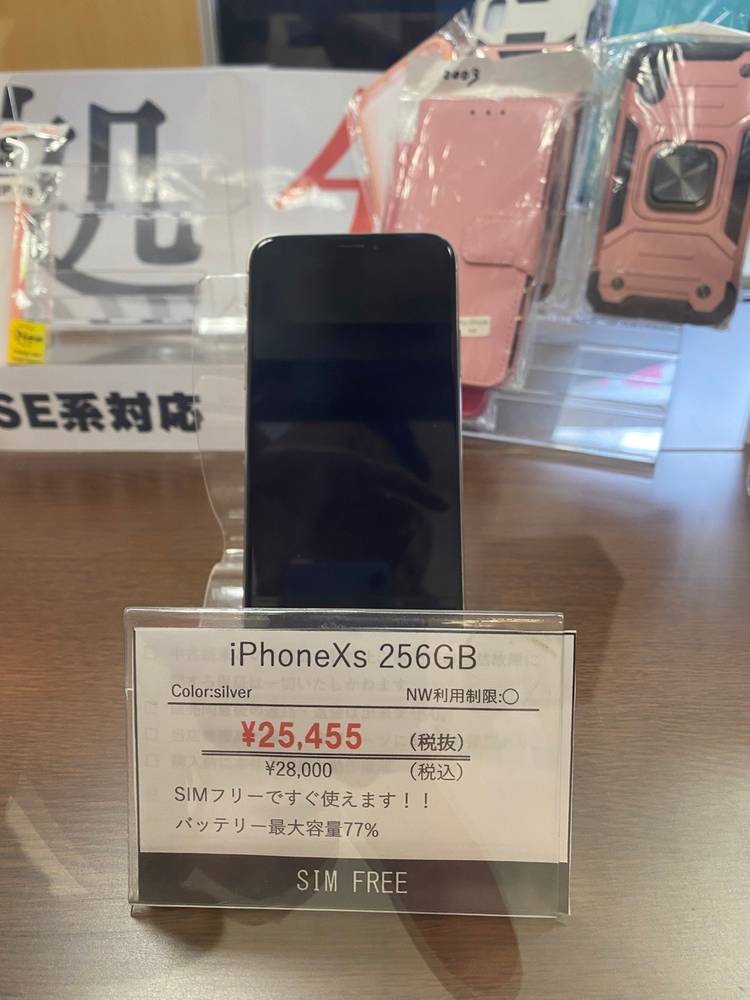 2003
処
SE系対応
iPhoneXs 256GB
Color:silver NW利用制限:〇
¥25,455 (税抜)
¥28,000 (税込)
SIMフリーですぐ使えます！！
バッテリー最大容量77%
SIM FREE